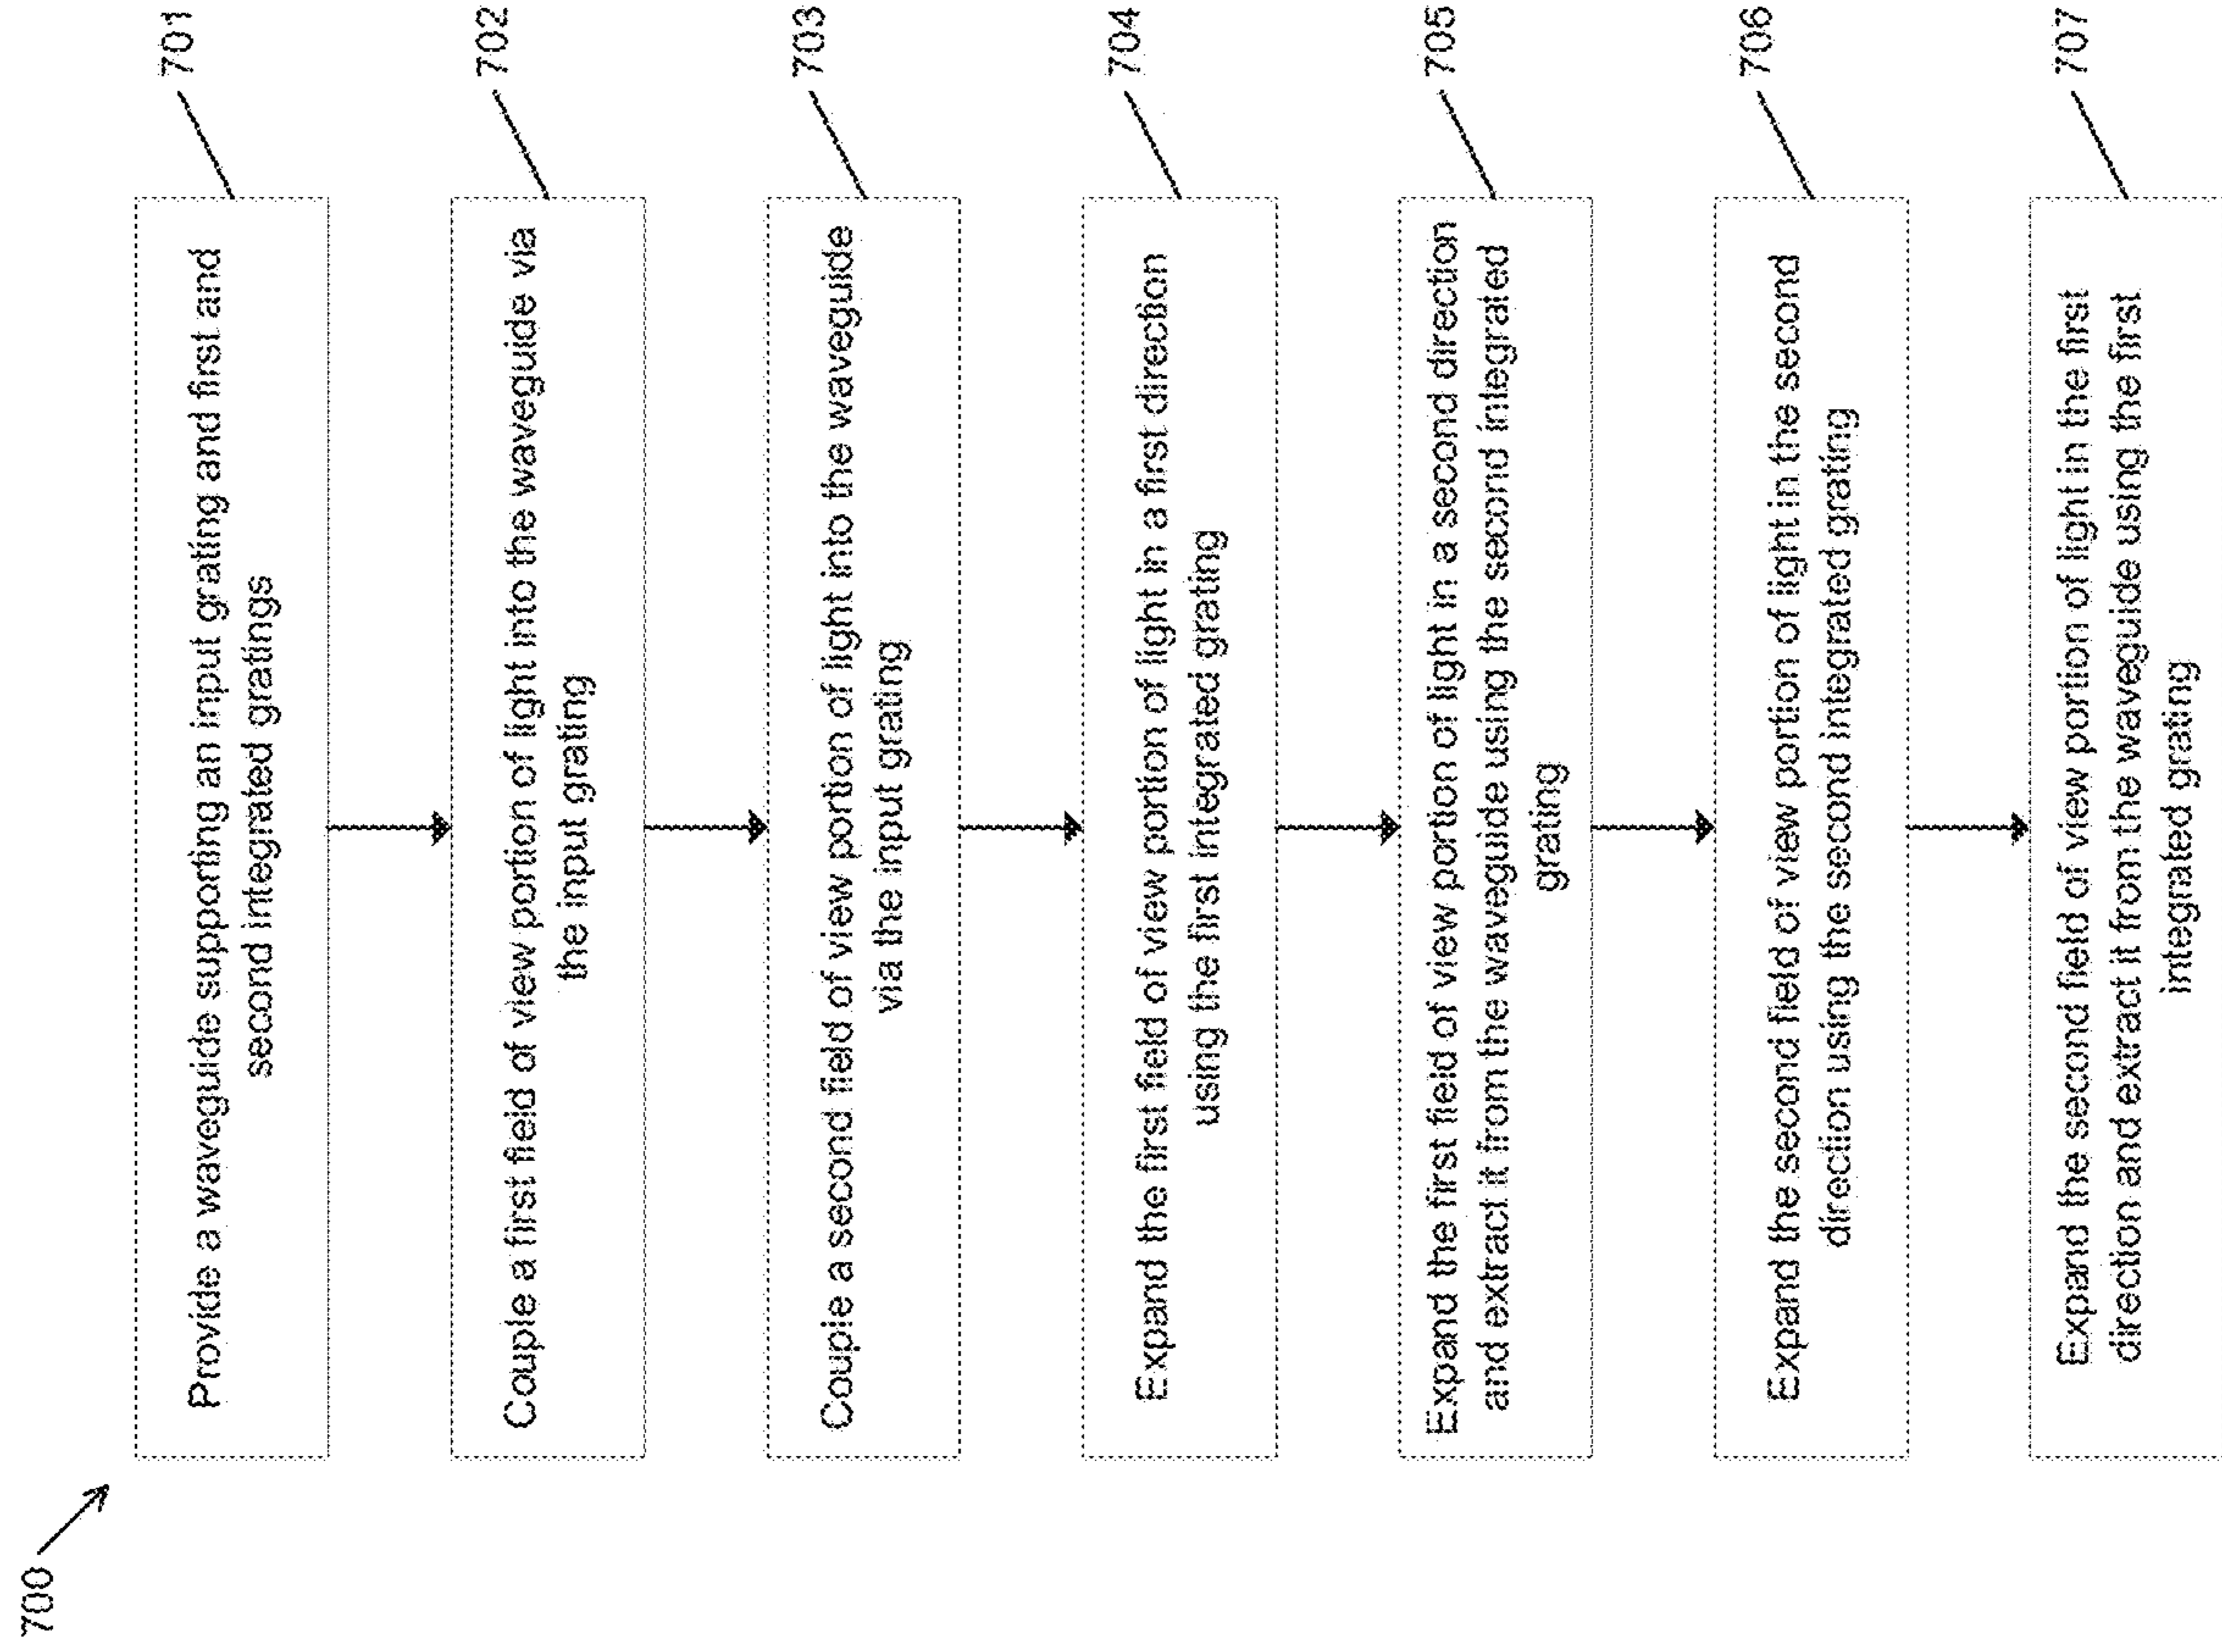 700
Provide a waveguide supporting an input grating and first and
second integrated gratings
701
Couple a first field of view portion of light into the waveguide via
the input grating
702
Couple a second field of view portion of light into the waveguide
via the input grating
703
Expand the first field of view portion of light in a first direction
using the first integrated grating
704
Expand the first field of view portion of light in a second direction
and extract it from the waveguide using the second integrated
grating
705
Expand the second field of view portion of light in the second
direction using the second integrated grating
706
Expand the second field of view portion of light in the first
direction and extract it from the waveguide using the first
integrated grating
707